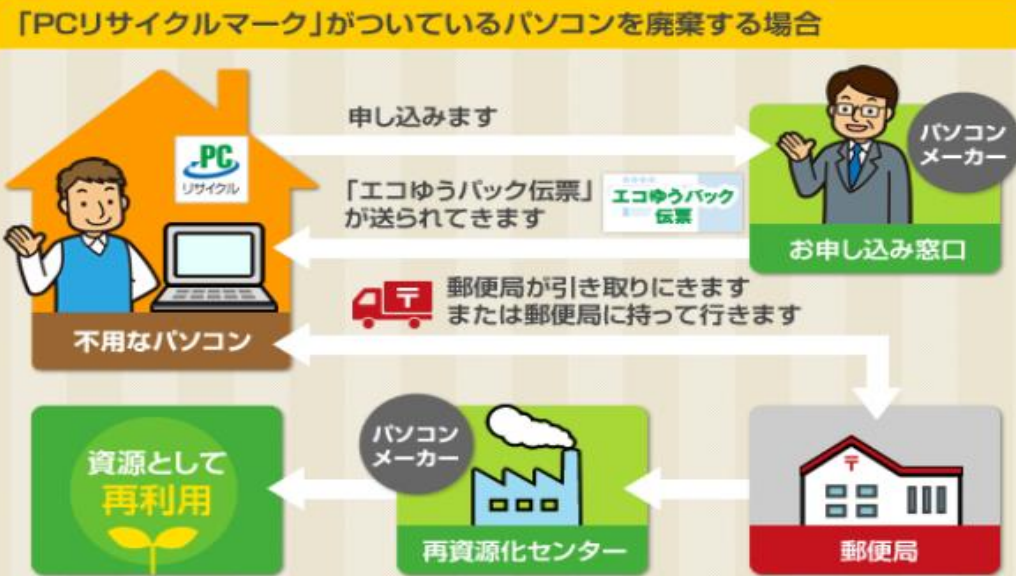 「PCリサイクルマーク」がついているパソコンを廃棄する場合
申し込みます
パソコン
メーカー
PC
リサイクル
「エコゆうパック伝票」
が送られてきます
エコゆうパック
伝票
お申し込み窓口
郵便局が引き取りにきます
または郵便局に持って行きます
不用なパソコン
資源として
再利用
パソコン
メーカー
再資源化センター
〒
郵便局